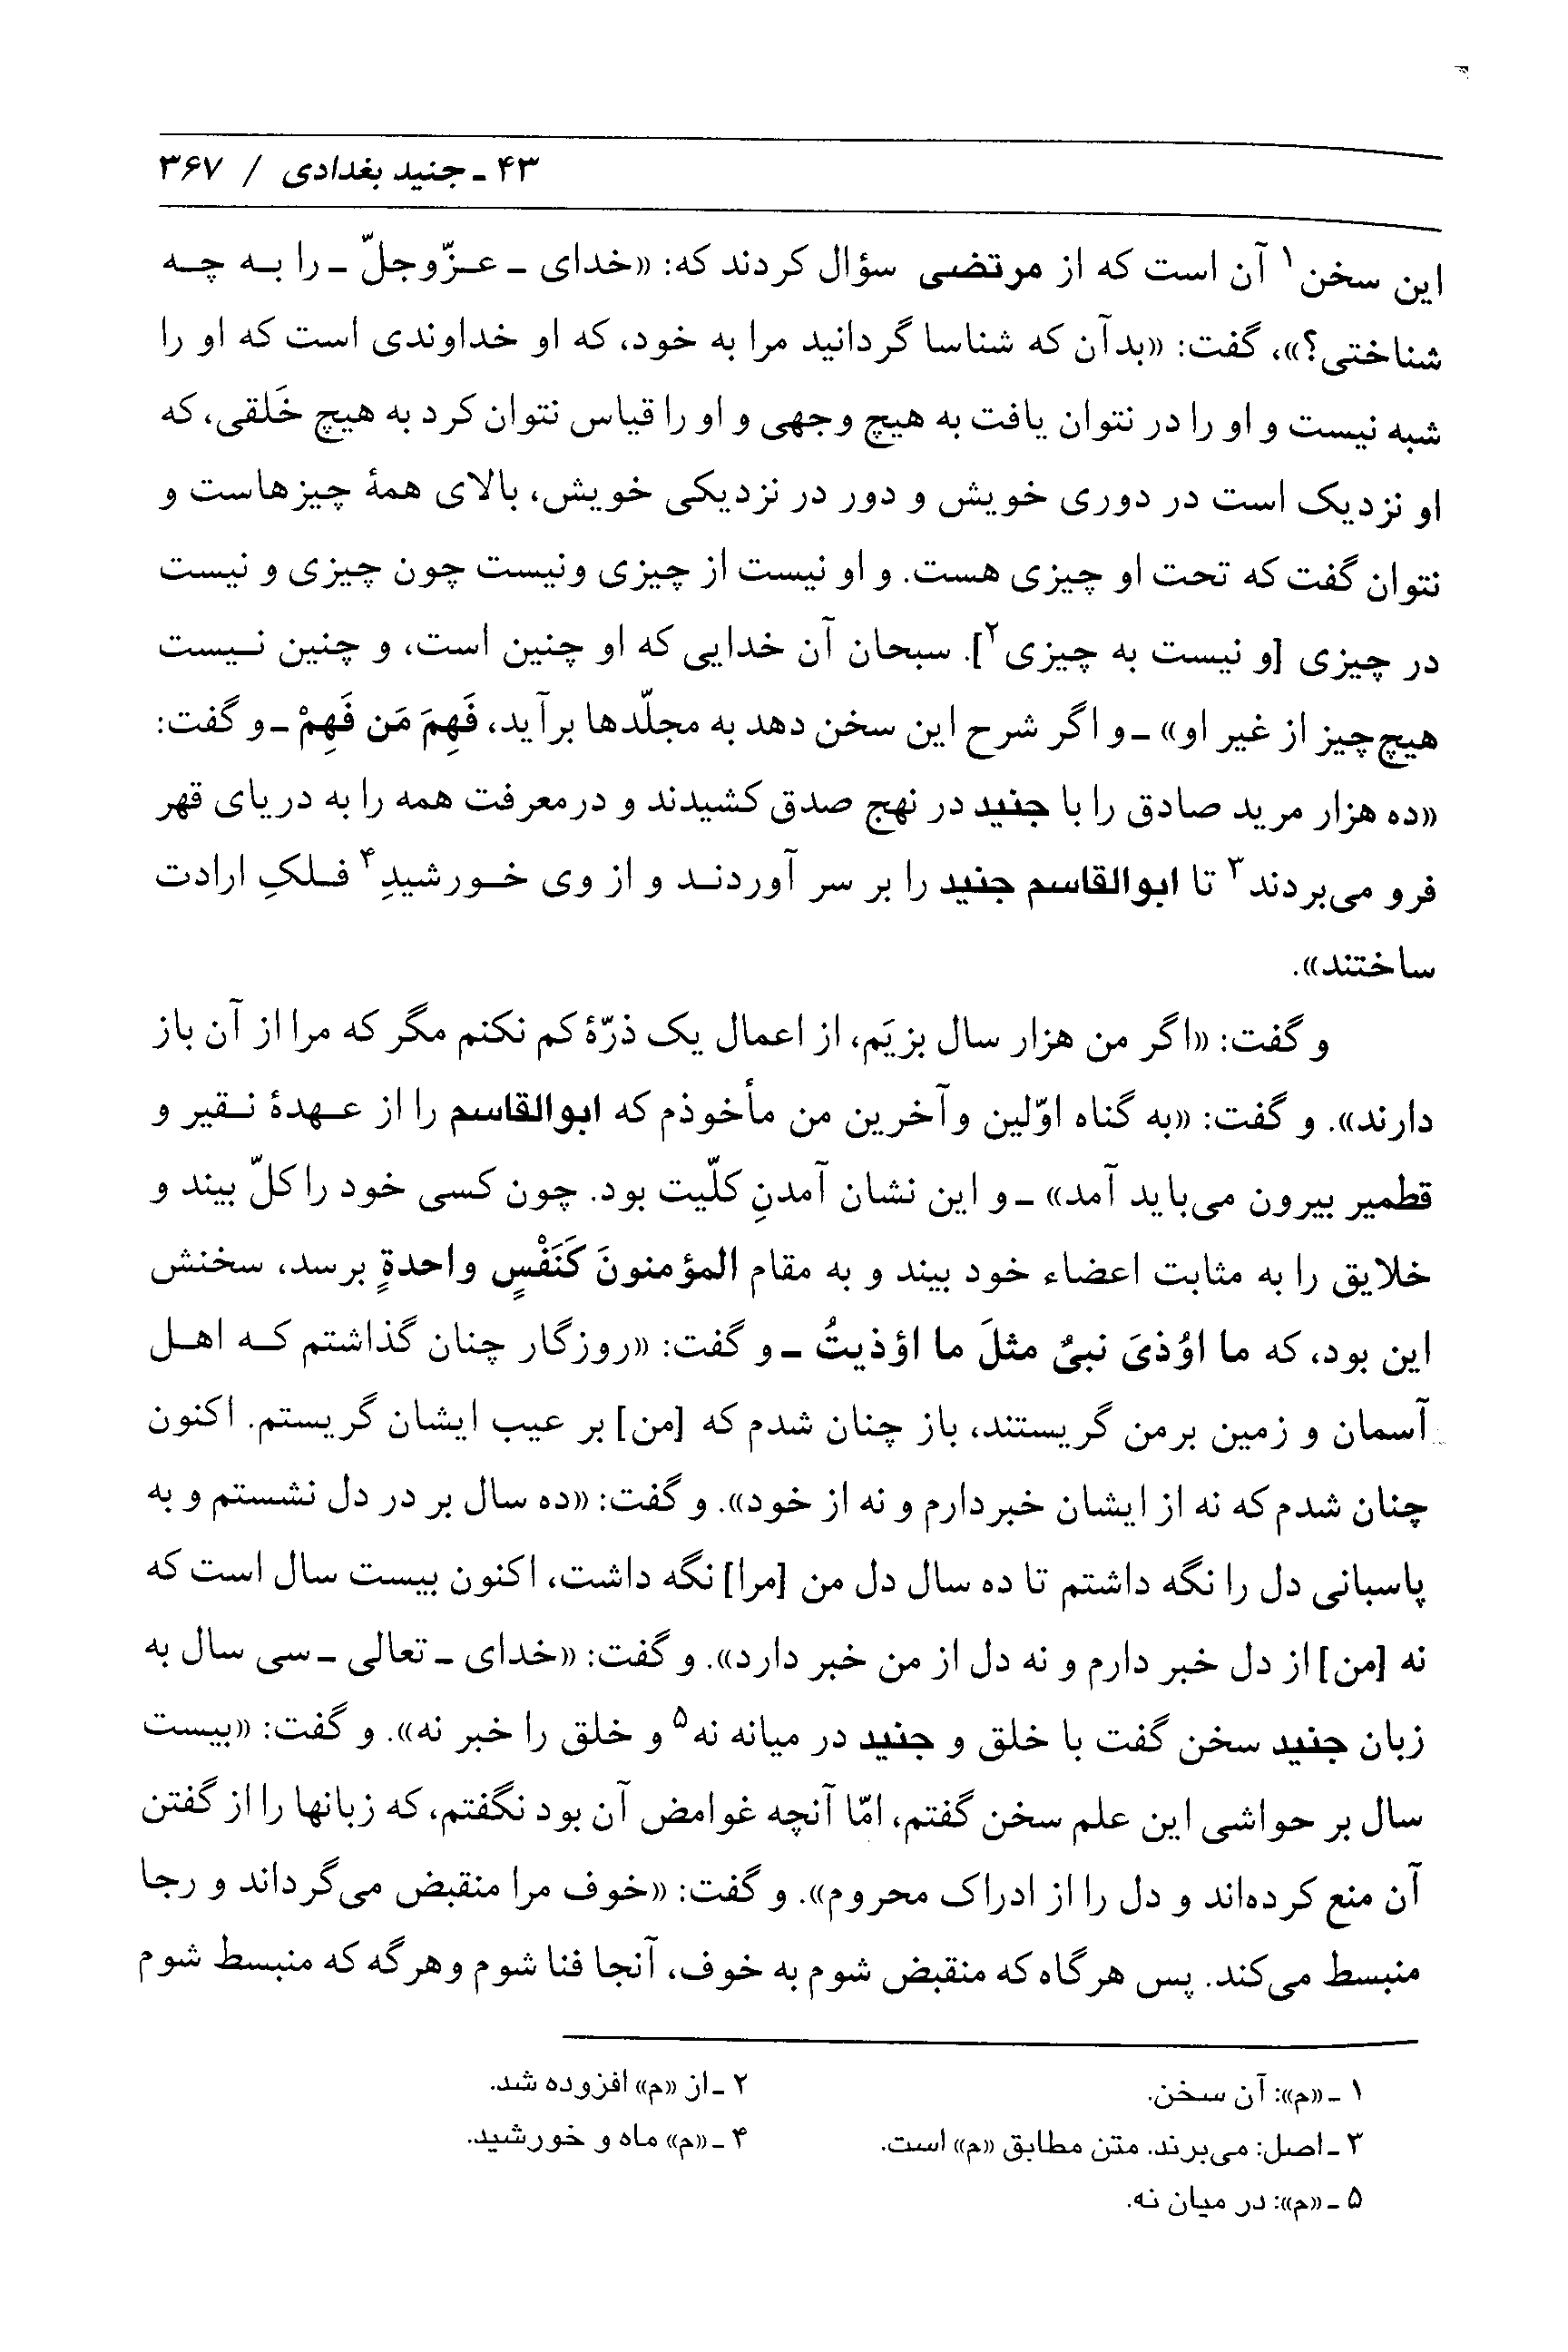 ۴۳ ـ جنید بغدادی / ۳۶۷
این سخن۱ آن است که از مرتضی سؤال کردند که: «خدای ـ عزّوجلّ ـ را به چه
شناختی؟»، گفت: «بدآن که شناسا گردانید مرا به خود، که او خداوندی است که او را
شبه نیست و او را در نتوان یافت به هیچ وجهی و او را قیاس نتوان کرد به هیچ خَلقی، که
او نزدیک است در دوری خویش و دور در نزدیکی خویش، بالای همهٔ چیزهاست و
نتوان گفت که تحت او چیزی هست. و او نیست از چیزی ونیست چون چیزی و نیست
در چیزی [و نیست به چیزی۲]. سبحان آن خدایی که او چنین است، و چنین نیست
هیچ‌چیز از غیر او» ـ و اگر شرح این سخن دهد به مجلّدها برآید، فَهِمَ مَن فَهِمْ ـ و گفت:
«ده هزار مرید صادق را با جنید در نهج صدق کشیدند و درمعرفت همه را به دریای قهر
فرو می‌بردند۳ تا ابوالقاسم جنید را بر سر آوردند و از وی خورشیدِ۴ فلکِ ارادت
ساختند».
و گفت: «اگر من هزار سال بزیَم، از اعمال یک ذرّهٔ کم نکنم مگر که مرا از آن باز
دارند». و گفت: «به گناه اوّلین وآخرین من مأخوذم که ابوالقاسم را از عهدهٔ نقیر و
قطمیر بیرون می‌باید آمد» ـ و این نشان آمدنِ کلّیت بود. چون کسی خود را کلّ بیند و
خلایق را به مثابت اعضاء خود بیند و به مقام المؤمنونَ کَنَفْسٍ واحدةٍ برسد، سخنش
این بود، که ما اوُذیَ نبیٌ مثلَ ما اؤذیتُ ـ و گفت: «روزگار چنان گذاشتم که اهل
آسمان و زمین برمن گریستند، باز چنان شدم که [من] بر عیب ایشان گریستم. اکنون
چنان شدم که نه از ایشان خبردارم و نه از خود». و گفت: «ده سال بر در دل نشستم و به
پاسبانی دل را نگه داشتم تا ده سال دل من [مرا] نگه داشت، اکنون بیست سال است که
نه [من] از دل خبر دارم و نه دل از من خبر دارد». و گفت: «خدای ـ تعالی ـ سی سال به
زبان جنید سخن گفت با خلق و جنید در میانه نه۵ و خلق را خبر نه». و گفت: «بیست
سال بر حواشی این علم سخن گفتم، امّا آنچه غوامض آن بود نگفتم، که زبانها را از گفتن
آن منع کرده‌اند و دل را از ادراک محروم». و گفت: «خوف مرا منقبض می‌گرداند و رجا
منبسط می‌کند. پس هرگاه که منقبض شوم به خوف، آنجا فنا شوم وهرگه که منبسط شوم
۱ ـ «م»: آن سخن.
۲ ـ از «م» افزوده شد.
۳ ـ اصل: می‌برند. متن مطابق «م» است.
۴ ـ «م» ماه و خورشید.
۵ ـ «م»: در میان نه.